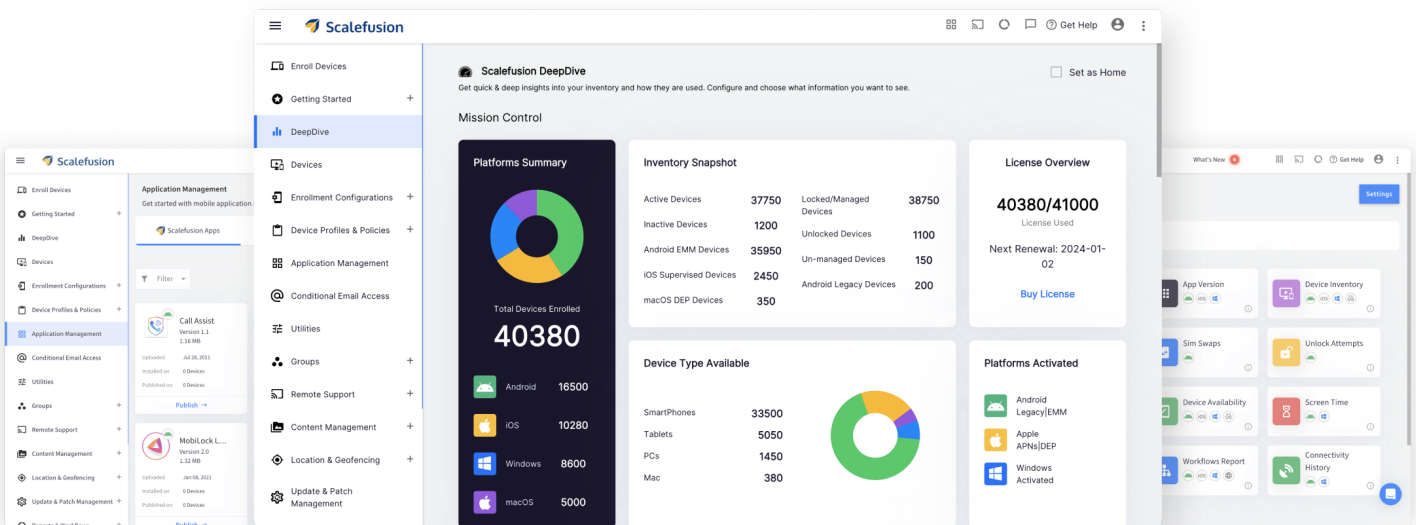 Scalefusion
Get Help
Enroll Devices
Getting Started
DeepDive
Devices
Enrollment Configurations
Device Profiles & Policies
Application Management
Conditional Email Access
Utilities
Groups
Remote Support
Content Management
Location & Geofencing
Update & Patch
Management
Scalefusion DeepDive
Set as Home
Get quick & deep insights into your inventory and how they are used. Configure and choose what information you want to see.
Mission Control
Platforms Summary
Total Devices Enrolled
40380
Android 16500
iOS 10280
Windows 8600
macOS 5000
Inventory Snapshot
Active Devices 37750
Inactive Devices 1200
Android EMM Devices 35950
iOS Supervised Devices 2450
macOS DEP Devices 350
Locked/Managed
Devices 38750
Unlocked Devices 1100
Un-managed Devices 150
Android Legacy Devices 200
License Overview
40380/41000
License Used
Next Renewal: 2024-01-
02
Buy License
Device Type Available
SmartPhones 33500
Tablets 5050
PCs 1450
Mac 380
Platforms Activated
Android
Legacy|EMM
Apple
APNs|DEP
Windows
Activated
Scalefusion
Enroll Devices
Getting Started
DeepDive
Devices
Enrollment Configurations
Device Profiles & Policies
Application Management
Conditional Email Access
Utilities
Groups
Remote Support
Content Management
Location & Geofencing
Update & Patch Management
Application Management
Get started with mobile application
Scalefusion Apps
Filter
Call Assist
Version 1.1
1.16 MB
Uploaded Jul 28, 2021
Installed on 0 Devices
Published on 0 Devices
Publish →
MobiLock L...
Version 2.0
1.32 MB
Uploaded Jan 08, 2021
Installed on 0 Devices
Published on 0 Devices
What's New
Get Help
Settings
App Version
iOS
Device Inventory
iOS
Sim Swaps
Unlock Attempts
Device Availability
iOS
Screen Time
Workflows Report
iOS
Connectivity
History